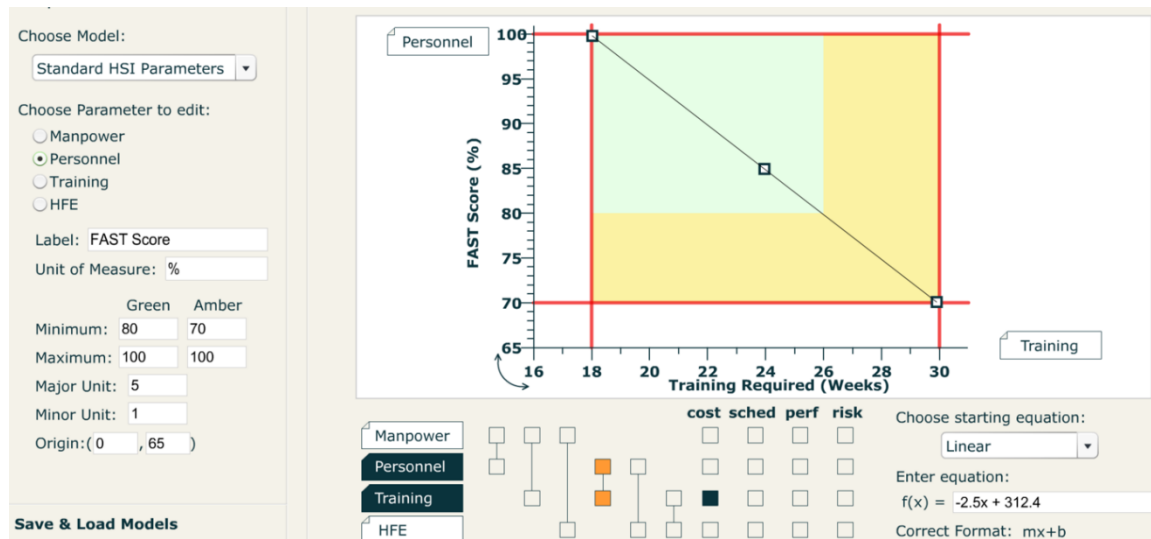 Choose Model:
Standard HSI Parameters
Choose Parameter to edit:
Manpower
Personnel
Training
HFE
Label: FAST Score
Unit of Measure: %
Green Amber
Minimum: 80 70
Maximum: 100 100
Major Unit: 5
Minor Unit: 1
Origin:( 0 , 65 )
Save & Load Models
Personnel
FAST Score (%)
100
95
90
85
80
75
70
65
16 18 20 22 24 26 28 30
Training Required (Weeks)
Training
cost sched perf risk
Manpower
Personnel
Training
HFE
Choose starting equation:
Linear
Enter equation:
f(x) = -2.5x + 312.4
Correct Format: mx+b